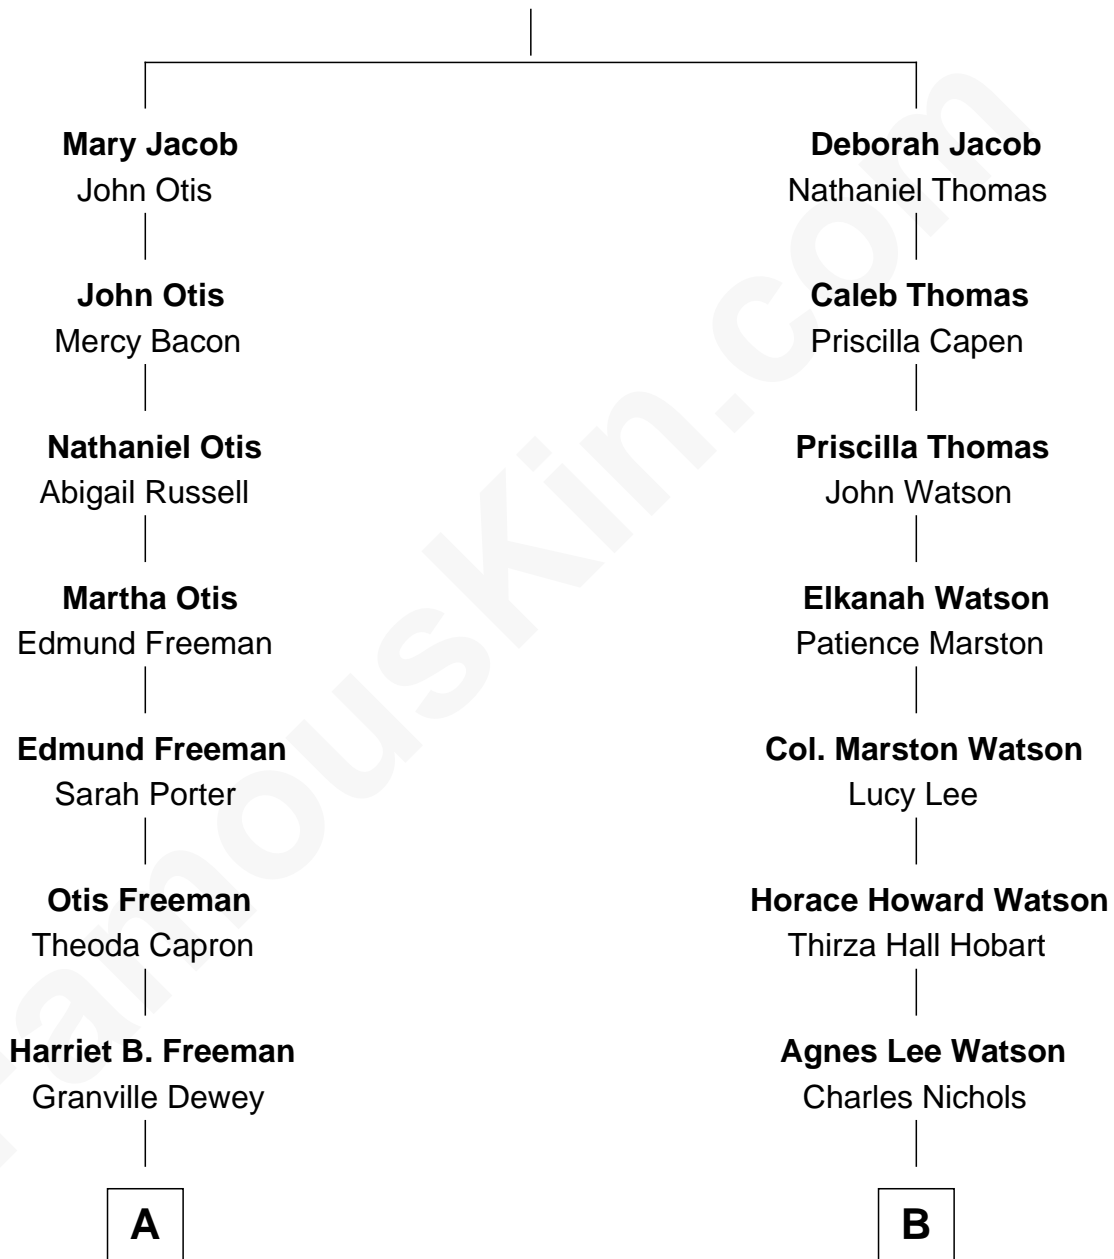 Mary Jacob
John Otis
John Otis
Mercy Bacon
Nathaniel Otis
Abigail Russell
Martha Otis
Edmund Freeman
Edmund Freeman
Sarah Porter
Otis Freeman
Theoda Capron
Harriet B. Freeman
Granville Dewey
A
Deborah Jacob
Nathaniel Thomas
Caleb Thomas
Priscilla Capen
Priscilla Thomas
John Watson
Elkanah Watson
Patience Marston
Col. Marston Watson
Lucy Lee
Horace Howard Watson
Thirza Hall Hobart
Agnes Lee Watson
Charles Nichols
B
FamousKin.com